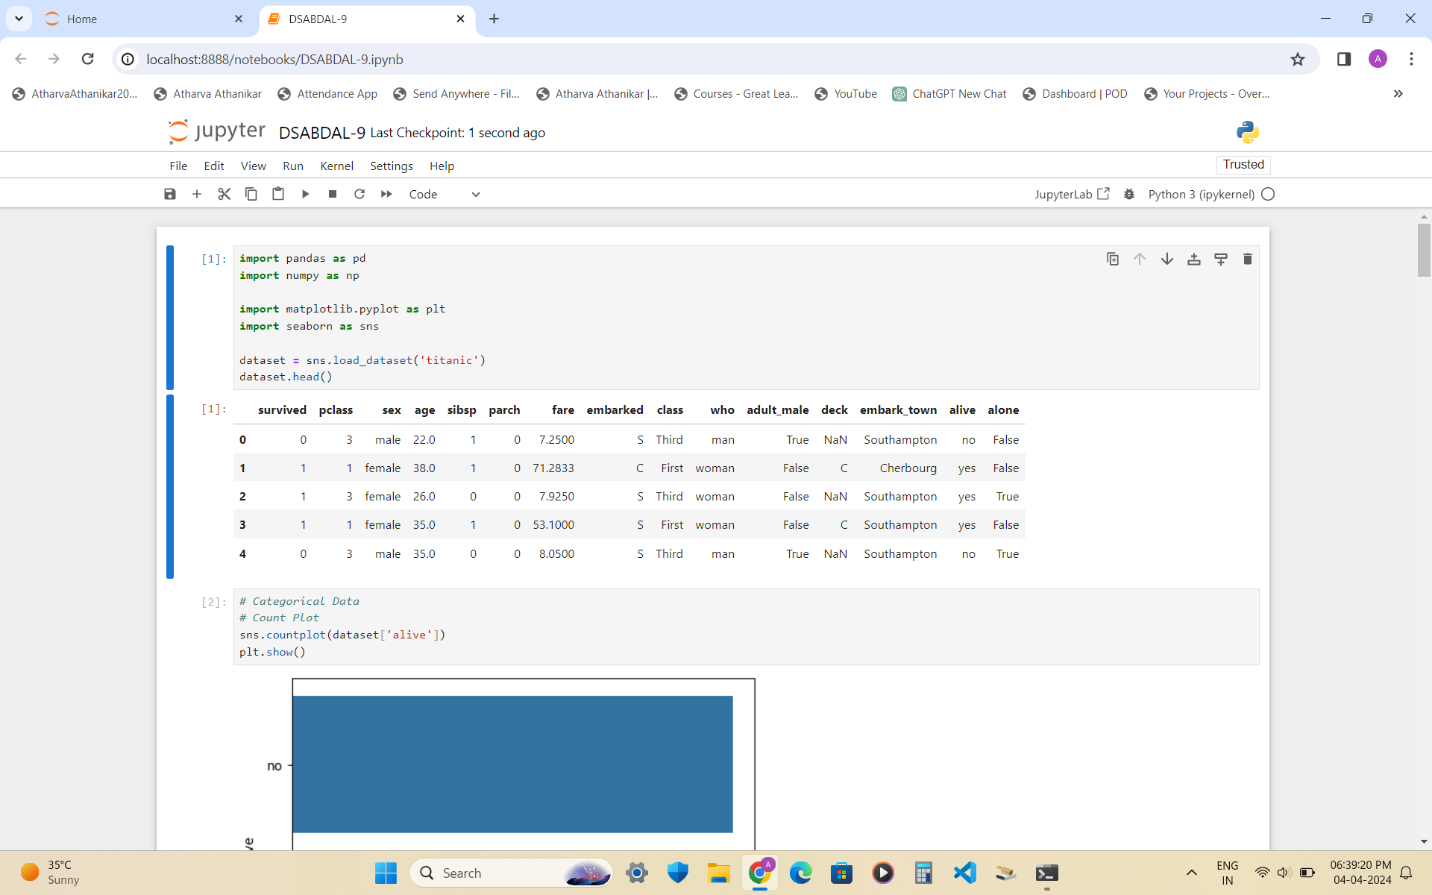 Home
DSABDAL-9
localhost:8888/notebooks/DSABDAL-9.ipynb
A
AtharvaAthanikar20... Atharva Athanikar Attendance App Send Anywhere - Fil... Atharva Athanikar |... Courses - Great Lea... YouTube ChatGPT New Chat Dashboard | POD Your Projects - Over...
jupyter DSABDAL-9 Last Checkpoint: 1 second ago
File Edit View Run Kernel Settings Help Trusted
Code JupyterLab Python 3 (ipykernel)
[1]: import pandas as pd
import numpy as np
import matplotlib.pyplot as plt
import seaborn as sns
dataset = sns.load_dataset('titanic')
dataset.head()
[1]: survived pclass sex age sibsp parch fare embarked class who adult_male deck embark_town alive alone
0 0 3 male 22.0 1 0 7.2500 S Third man True NaN Southampton no False
1 1 1 female 38.0 1 0 71.2833 C First woman False C Cherbourg yes False
2 1 3 female 26.0 0 0 7.9250 S Third woman False NaN Southampton yes True
3 1 1 female 35.0 1 0 53.1000 S First woman False C Southampton yes False
4 0 3 male 35.0 0 0 8.0500 S Third man True NaN Southampton no True
[2]: # Categorical Data
# Count Plot
sns.countplot(dataset['alive'])
plt.show()
no
ve
35°C
Sunny
Search
A
ENG
IN
06:39:20 PM
04-04-2024